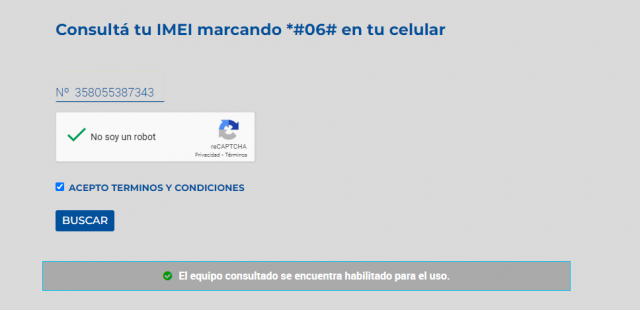 Consultá tu IMEI marcando *#06# en tu celular
Nº 358055387343
No soy un robot
reCAPTCHA
Privacidad - Términos
ACEPTO TERMINOS Y CONDICIONES
BUSCAR
El equipo consultado se encuentra habilitado para el uso.